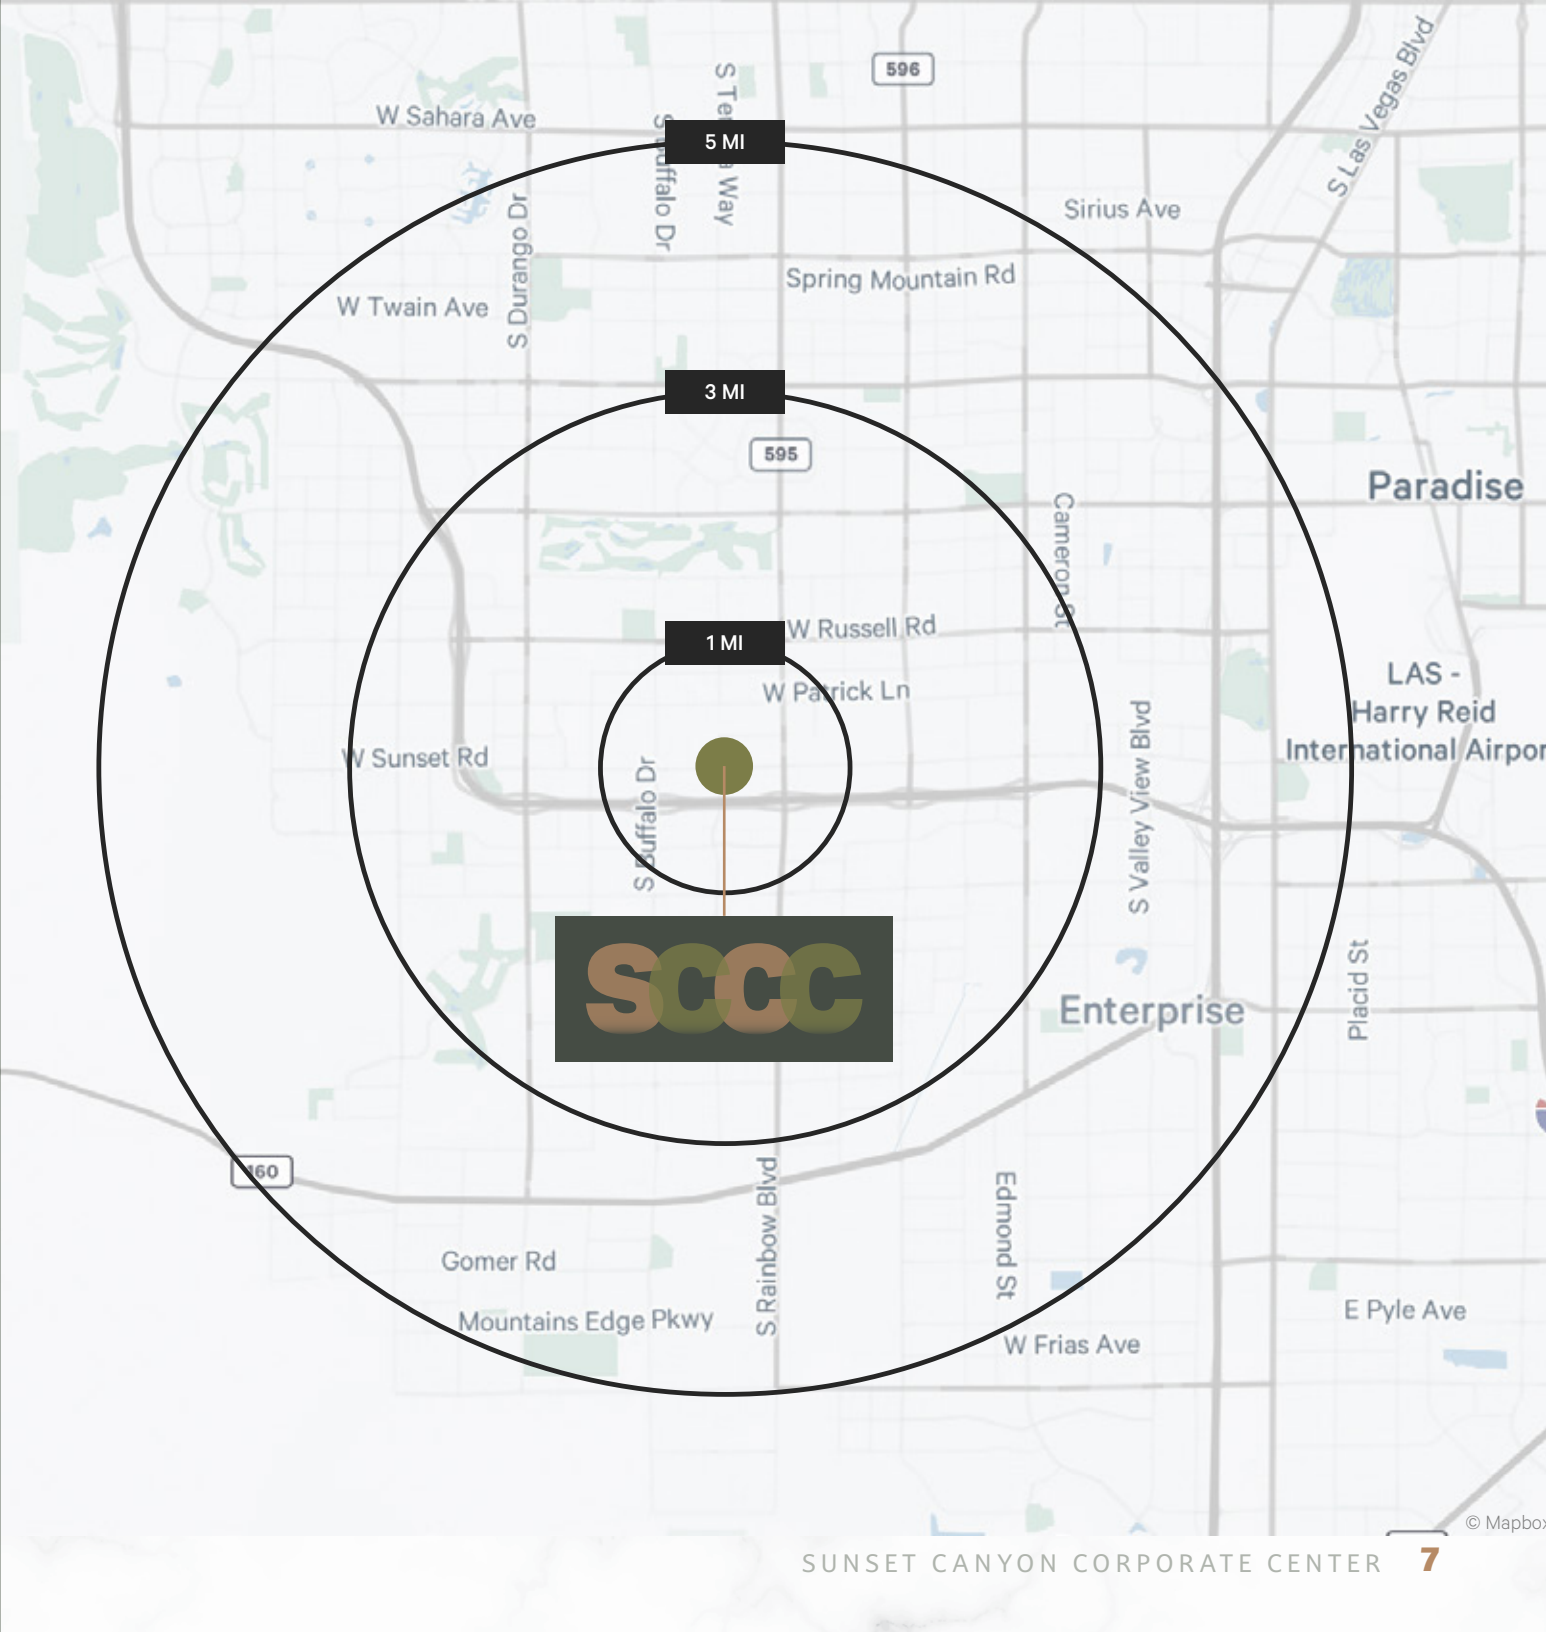 596
S Las Vegas Blvd
W Sahara Ave
5 MI
Way
Sirius Ave
S Durango Dr
Spring Mountain Rd
W Twain Ave
3 MI
595
Paradise
Cameron St
W Russell Rd
1 MI
LAS -
Harry Reid
International Airpor
W Patrick Ln
W Sunset Rd
S Buffalo Dr
S Valley View Blvd
SCCC
Placid St
Enterprise
160
S Rainbow Blvd
Edmond St
Gomer Rd
Mountains Edge Pkwy
E Pyle Ave
W Frias Ave
© Mapbox
SUNSET CANYON CORPORATE CENTER 7